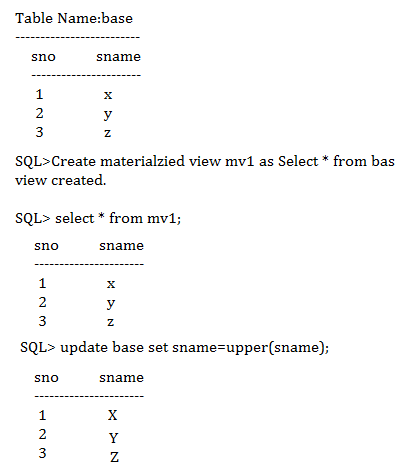 Table Name:base
-------------------------
sno sname
----------------------
1 x
2 y
3 z
SQL>Create materialzied view mv1 as Select * from bas
view created.
SQL> select * from mv1;
sno sname
----------------------
1 x
2 y
3 z
SQL> update base set sname=upper(sname);
sno sname
----------------------
1 X
2 Y
3 Z